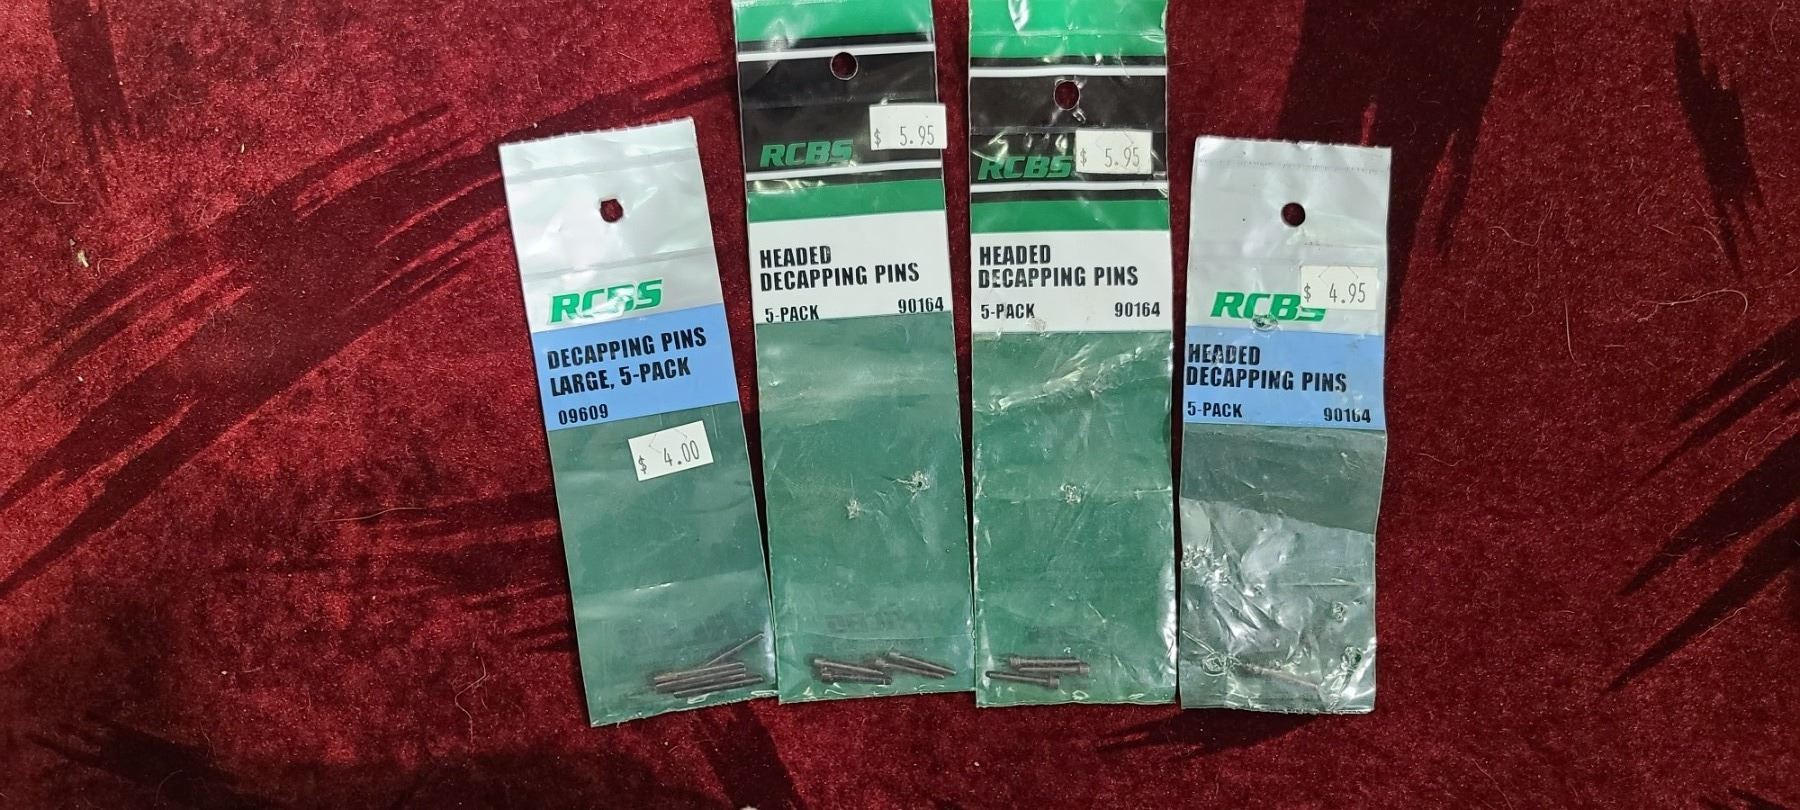 RCBS
DECAPPING PINS
LARGE, 5-PACK
09609
$ 4.00
$ 5.95
RCBS
HEADED
DECAPPING PINS
5-PACK 90164
$ 5.95
RCBS
HEADED
DECAPPING PINS
5-PACK 90164
$ 4.95
RCBS
HEADED
DECAPPING PINS
5-PACK 90164